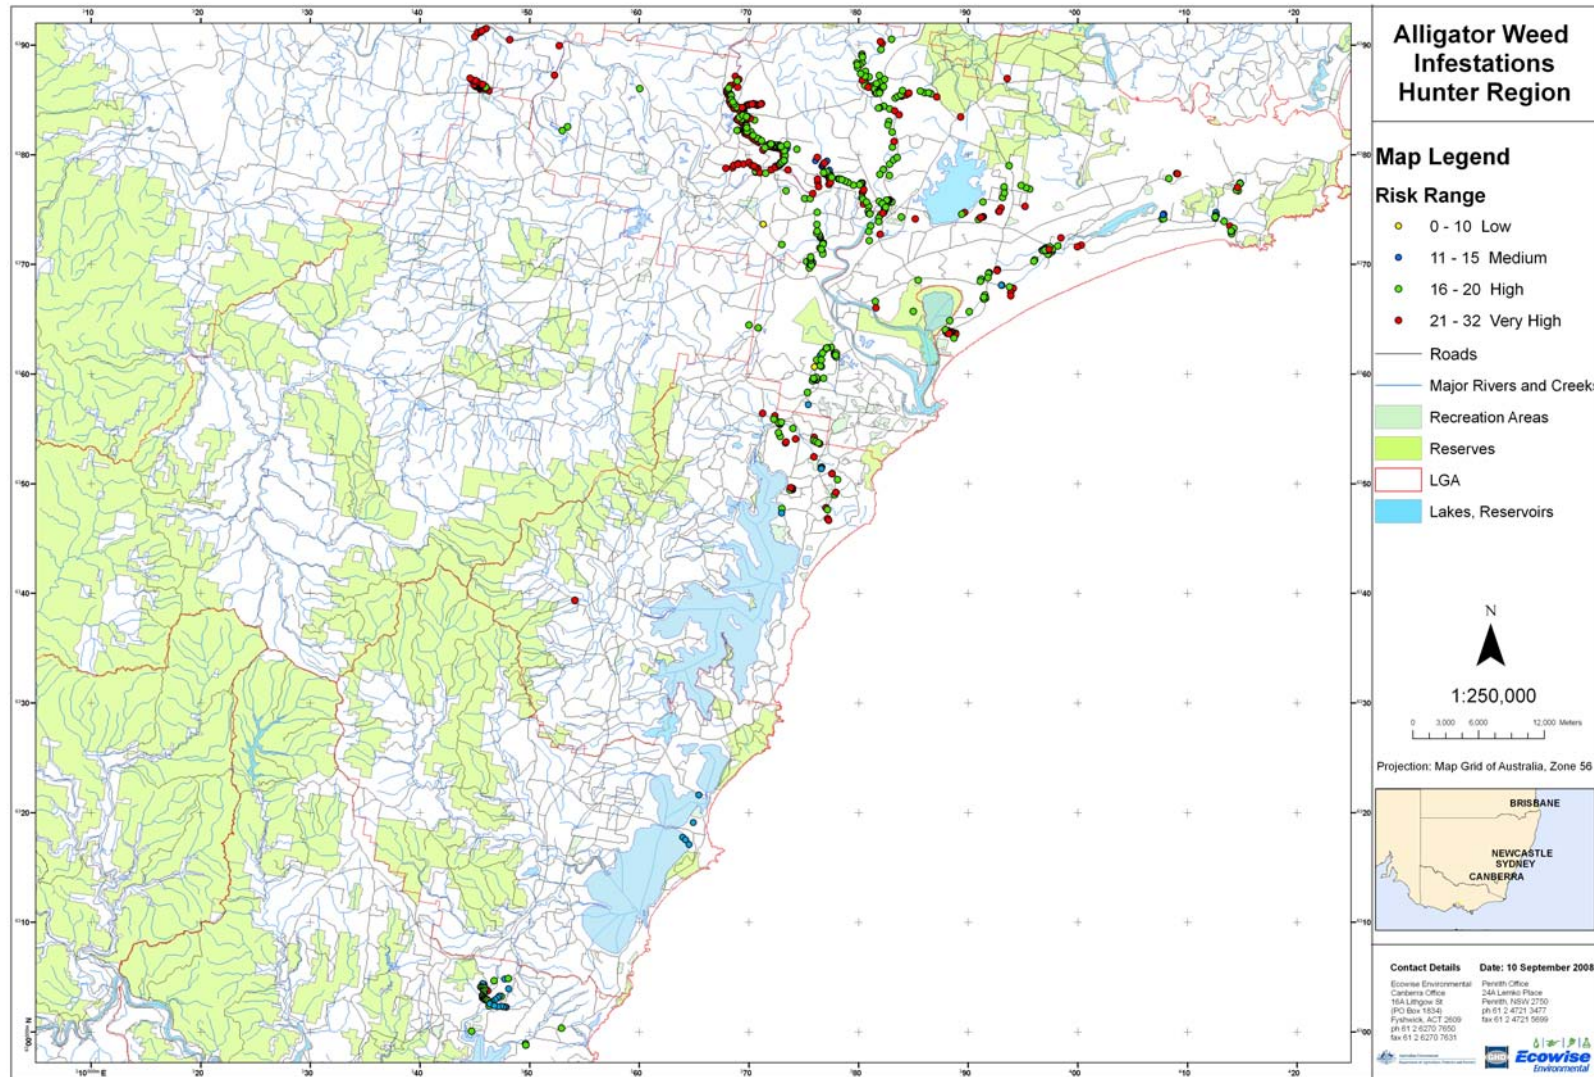 Alligator Weed
Infestations
Hunter Region
Map Legend
Risk Range
0 - 10 Low
11 - 15 Medium
16 - 20 High
21 - 32 Very High
Roads
Major Rivers and Creeks
Recreation Areas
Reserves
LGA
Lakes, Reservoirs
N
1:250,000
0 3,000 6,000 12,000 Meters
Projection: Map Grid of Australia, Zone 56
BRISBANE
NEWCASTLE
SYDNEY
CANBERRA
Contact Details Date: 10 September 2008
Ecowise Environmental Penrith Office
Canberra Office 24A Lemko Place
16A Lithgow St Penrith, NSW 2750
(PO Box 1834) ph 61 2 4721 3477
Fyshwick, ACT 2609 fax 61 2 4721 5699
ph 61 2 6270 7650
fax 61 2 6270 7631
GHD
Ecowise
Environmental